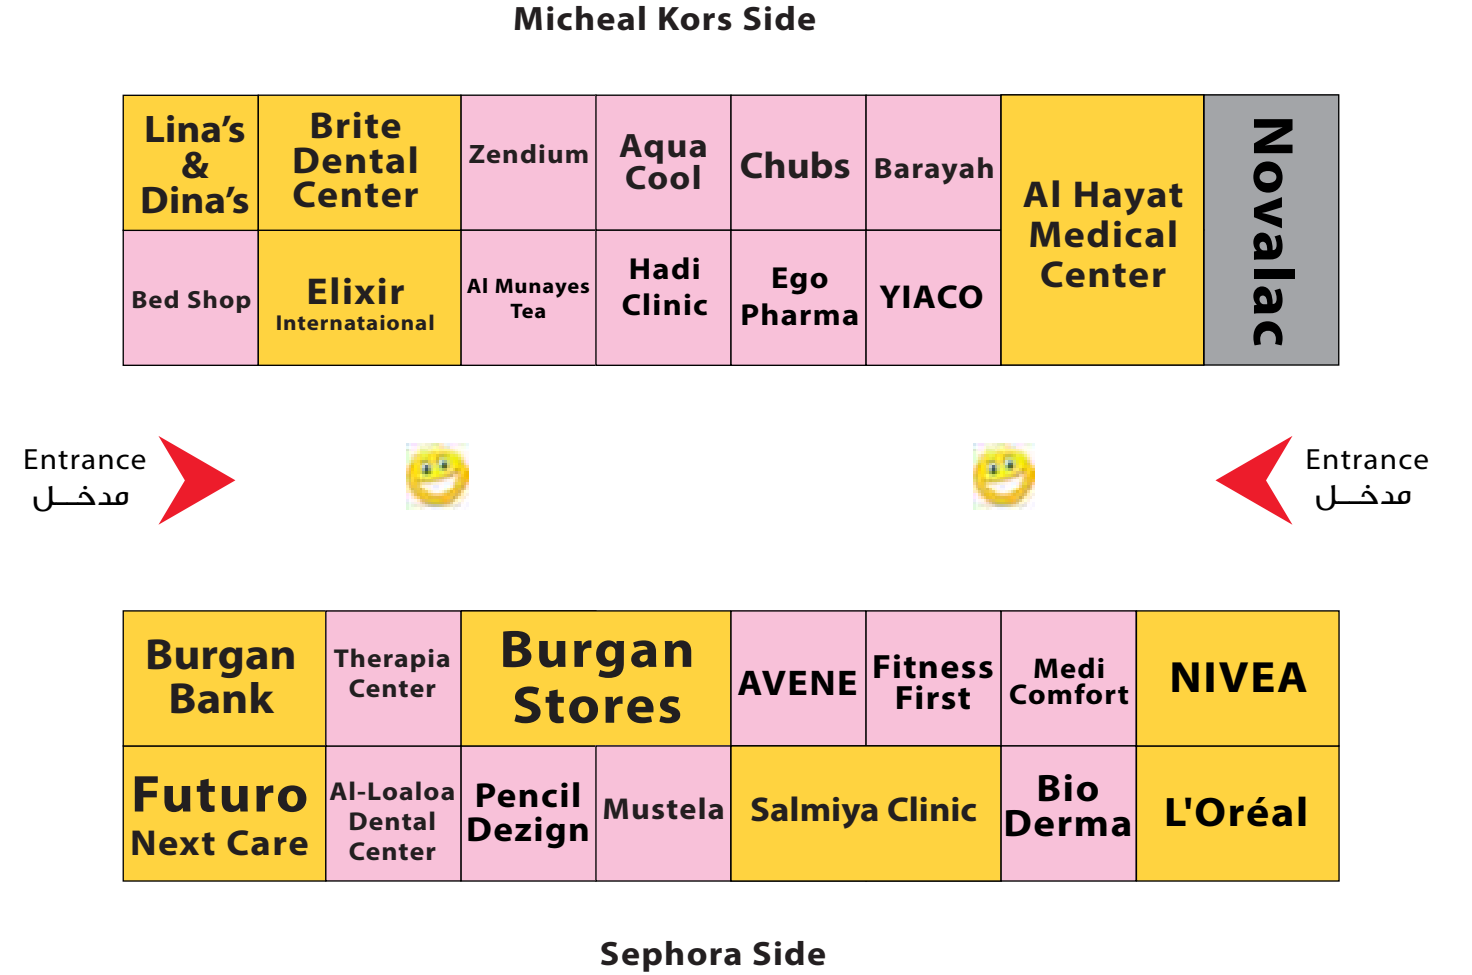 Micheal Kors Side
Lina's
&
Dina's
Brite
Dental
Center
Zendium
Aqua
Cool
Chubs
Barayah
Al Hayat
Medical
Center
Novalac
Bed Shop
Elixir
Internataional
Al Munayes
Tea
Hadi
Clinic
Ego
Pharma
YIACO
Entrance
مدخـــل
Entrance
مدخـــل
Burgan
Bank
Therapia
Center
Burgan
Stores
AVENE
Fitness
First
Medi
Comfort
NIVEA
Futuro
Next Care
Al-Loaloa
Dental
Center
Pencil
Dezign
Mustela
Salmiya Clinic
Bio
Derma
L'Oréal
Sephora Side